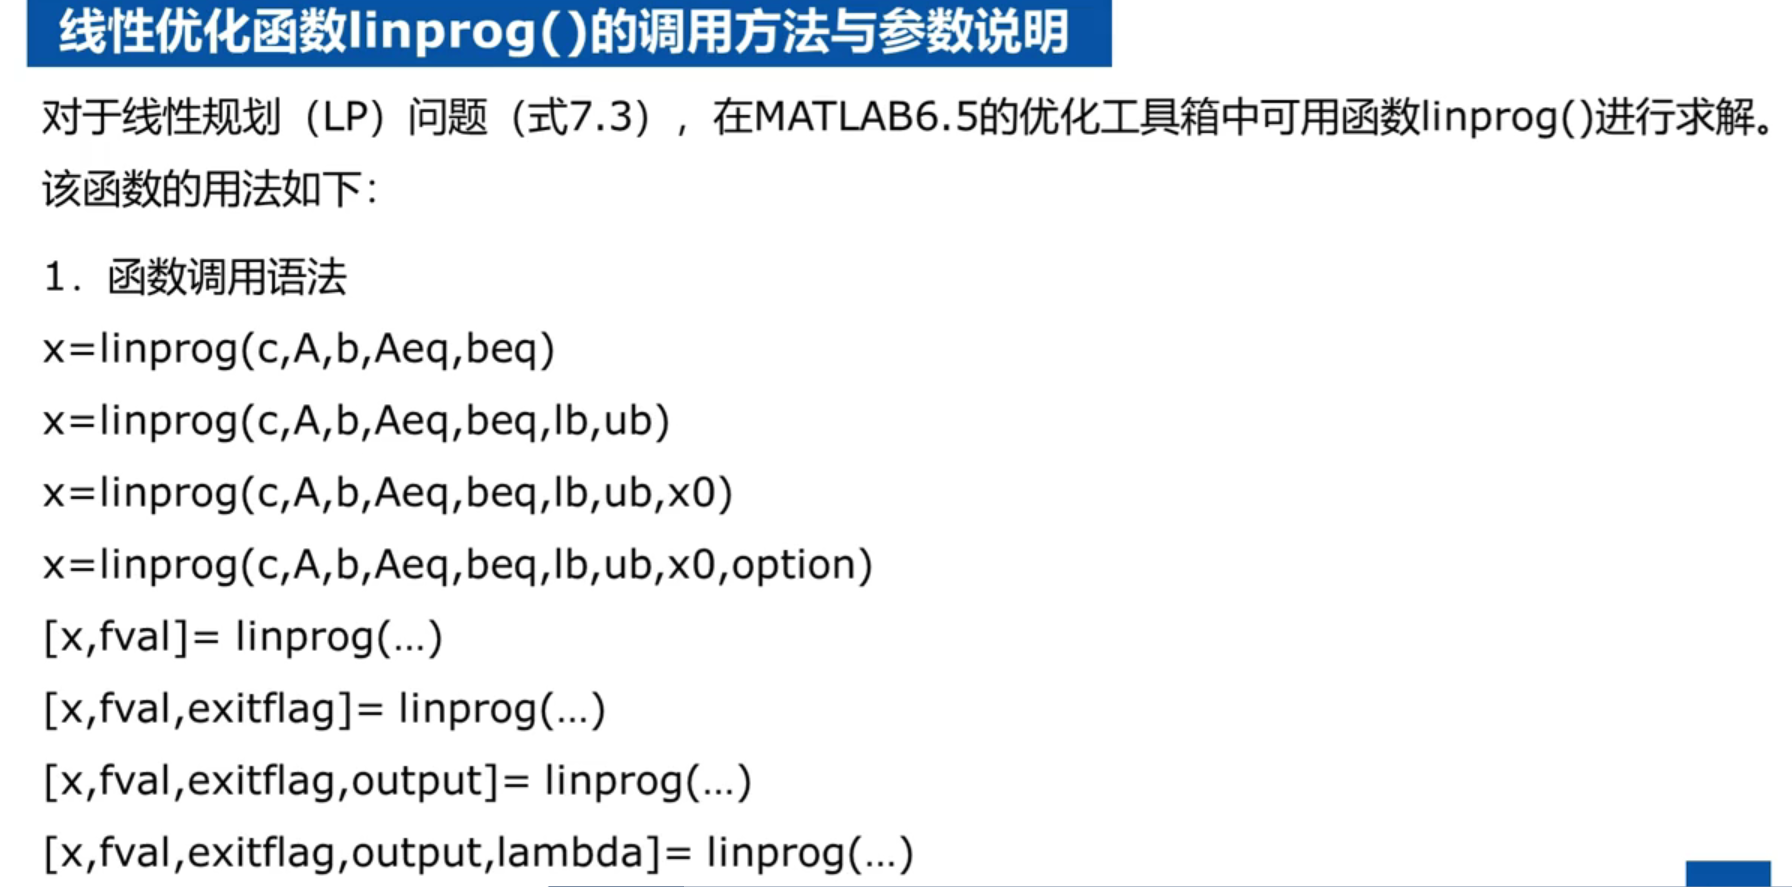 线性优化函数linprog()的调用方法与参数说明
对于线性规划（LP）问题（式7.3），在MATLAB6.5的优化工具箱中可用函数linprog()进行求解。
该函数的用法如下：
1．函数调用语法
x=linprog(c,A,b,Aeq,beq)
x=linprog(c,A,b,Aeq,beq,lb,ub)
x=linprog(c,A,b,Aeq,beq,lb,ub,x0)
x=linprog(c,A,b,Aeq,beq,lb,ub,x0,option)
[x,fval]= linprog(…)
[x,fval,exitflag]= linprog(…)
[x,fval,exitflag,output]= linprog(…)
[x,fval,exitflag,output,lambda]= linprog(…)